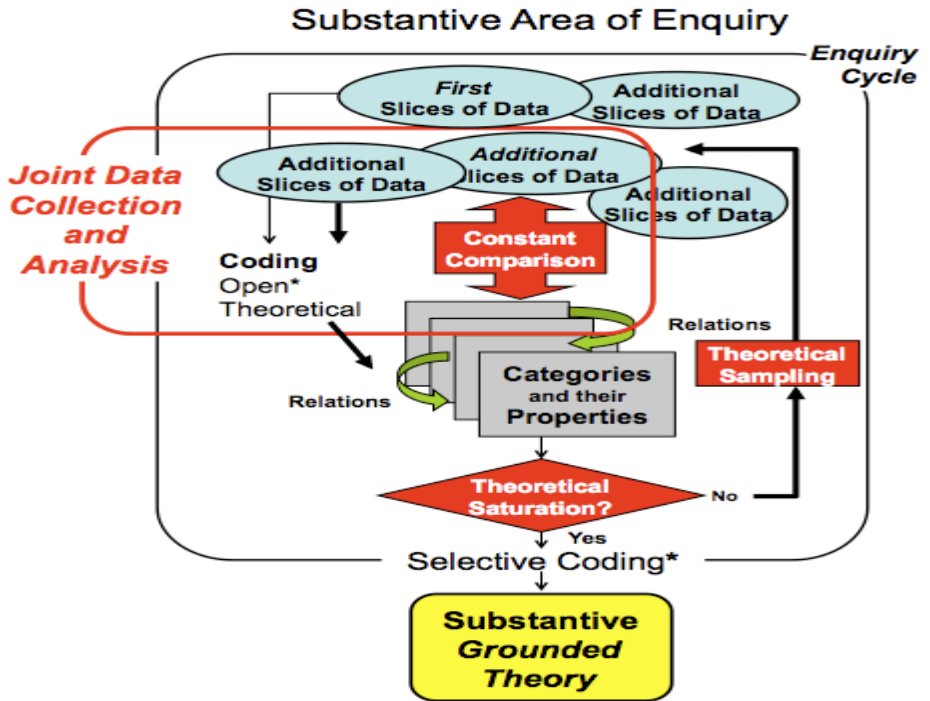 Substantive Area of Enquiry
Enquiry
Cycle
First
Slices of Data
Additional
Slices of Data
Additional
Slices of Data
Additional
lices of Data
Additional
Slices of Data
Joint Data
Collection
and
Analysis
Constant
Comparison
Coding
Open*
Theoretical
Relations
Theoretical
Sampling
Relations
Categories
and their
Properties
Theoretical
Saturation?
No
Yes
Selective Coding*
Substantive
Grounded
Theory